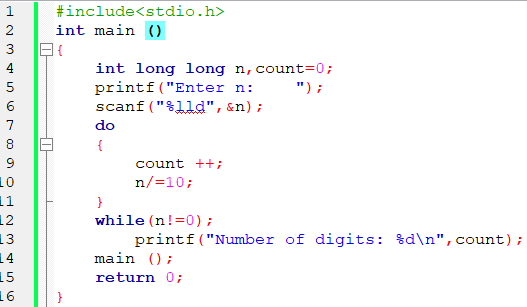 1 #include<stdio.h>
2 int main ()
3 {
4 int long long n,count=0;
5 printf("Enter n:    ");
6 scanf("%lld",&n);
7 do
8 {
9 count ++;
10 n/=10;
11 }
12 while(n!=0);
13 printf("Number of digits: %d\n",count);
14 main ();
15 return 0;
16 }